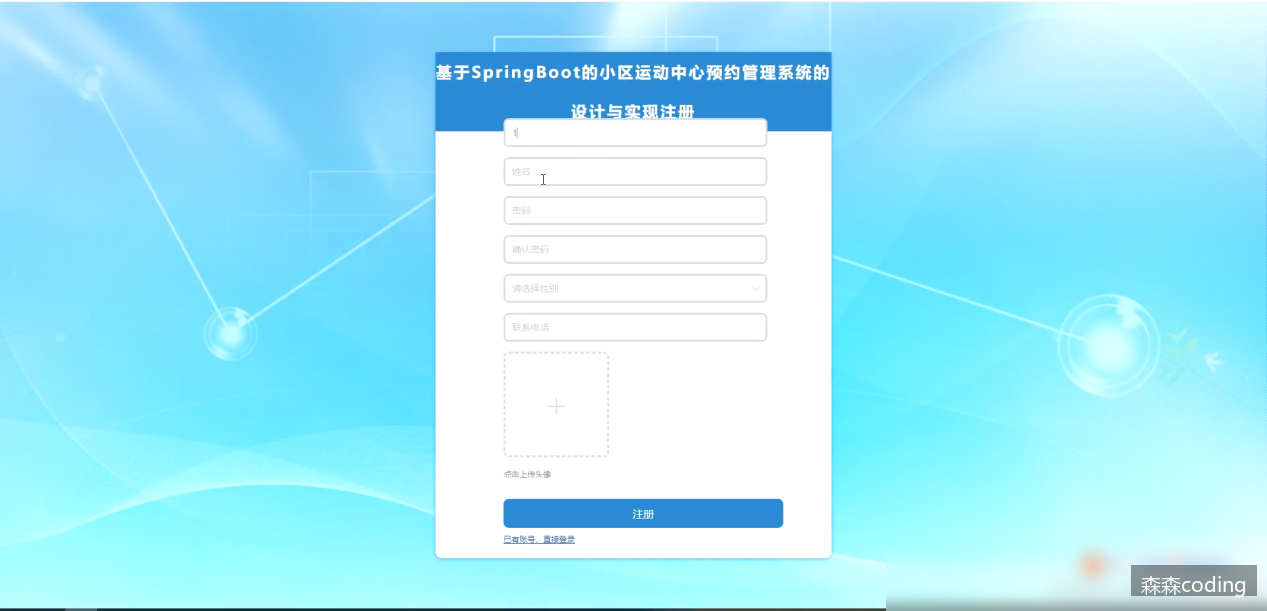 基于SpringBoot的小区运动中心预约管理系统的
设计与实现注册
1
姓名
密码
确认密码
请选择性别
联系电话
点击上传头像
注册
已有账号，直接登录
森森coding